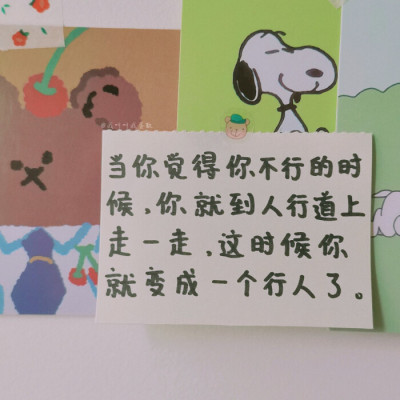 当你觉得你不行的时
候,你就到人行道上
走一走,这时候你
就变成一个行人了。